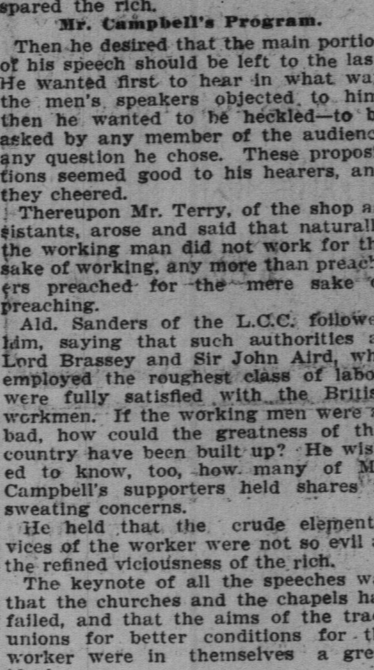 spared the rich.
Mr. Campbell's Program.
Then he desired that the main portio
of his speech should be left to the las
He wanted first to hear in what wa
the men's speakers objected to him
then he wanted to be heckled—to b
asked by any member of the audienc
any question he chose. These propos
tions seemed good to his hearers, an
they cheered.
Thereupon Mr. Terry, of the shop a
sistants, arose and said that naturall
the working man did not work for th
sake of working, any more than preach
ers preached for the mere sake o
preaching.
Ald. Sanders of the L.C.C. followe
him, saying that such authorities a
Lord Brassey and Sir John Aird, wh
employed the roughest class of labo
were fully satisfied with the Britis
workmen. If the working men were a
bad, how could the greatness of th
country have been built up? He wis
ed to know, too, how many of M
Campbell's supporters held shares
sweating concerns.
He held that the crude element
vices of the worker were not so evil a
the refined viciousness of the rich.
The keynote of all the speeches w
that the churches and the chapels ha
failed, and that the aims of the trad
unions for better conditions for th
worker were in themselves a gre